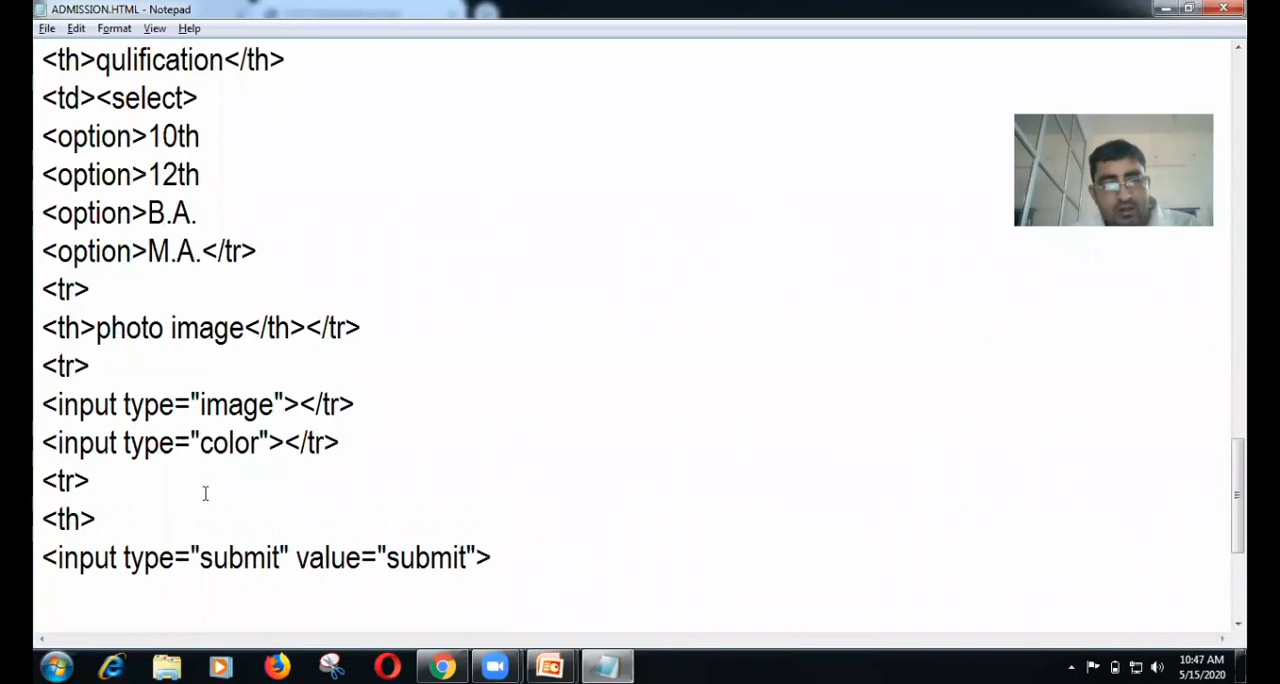 ADMISSION.HTML - Notepad
File Edit Format View Help
<th>qulification</th>
<td><select>
<option>10th
<option>12th
<option>B.A.
<option>M.A.</tr>
<tr>
<th>photo image</th></tr>
<tr>
<input type="image"></tr>
<input type="color"></tr>
<tr>
<th>
<input type="submit" value="submit">
10:47 AM
5/15/2020